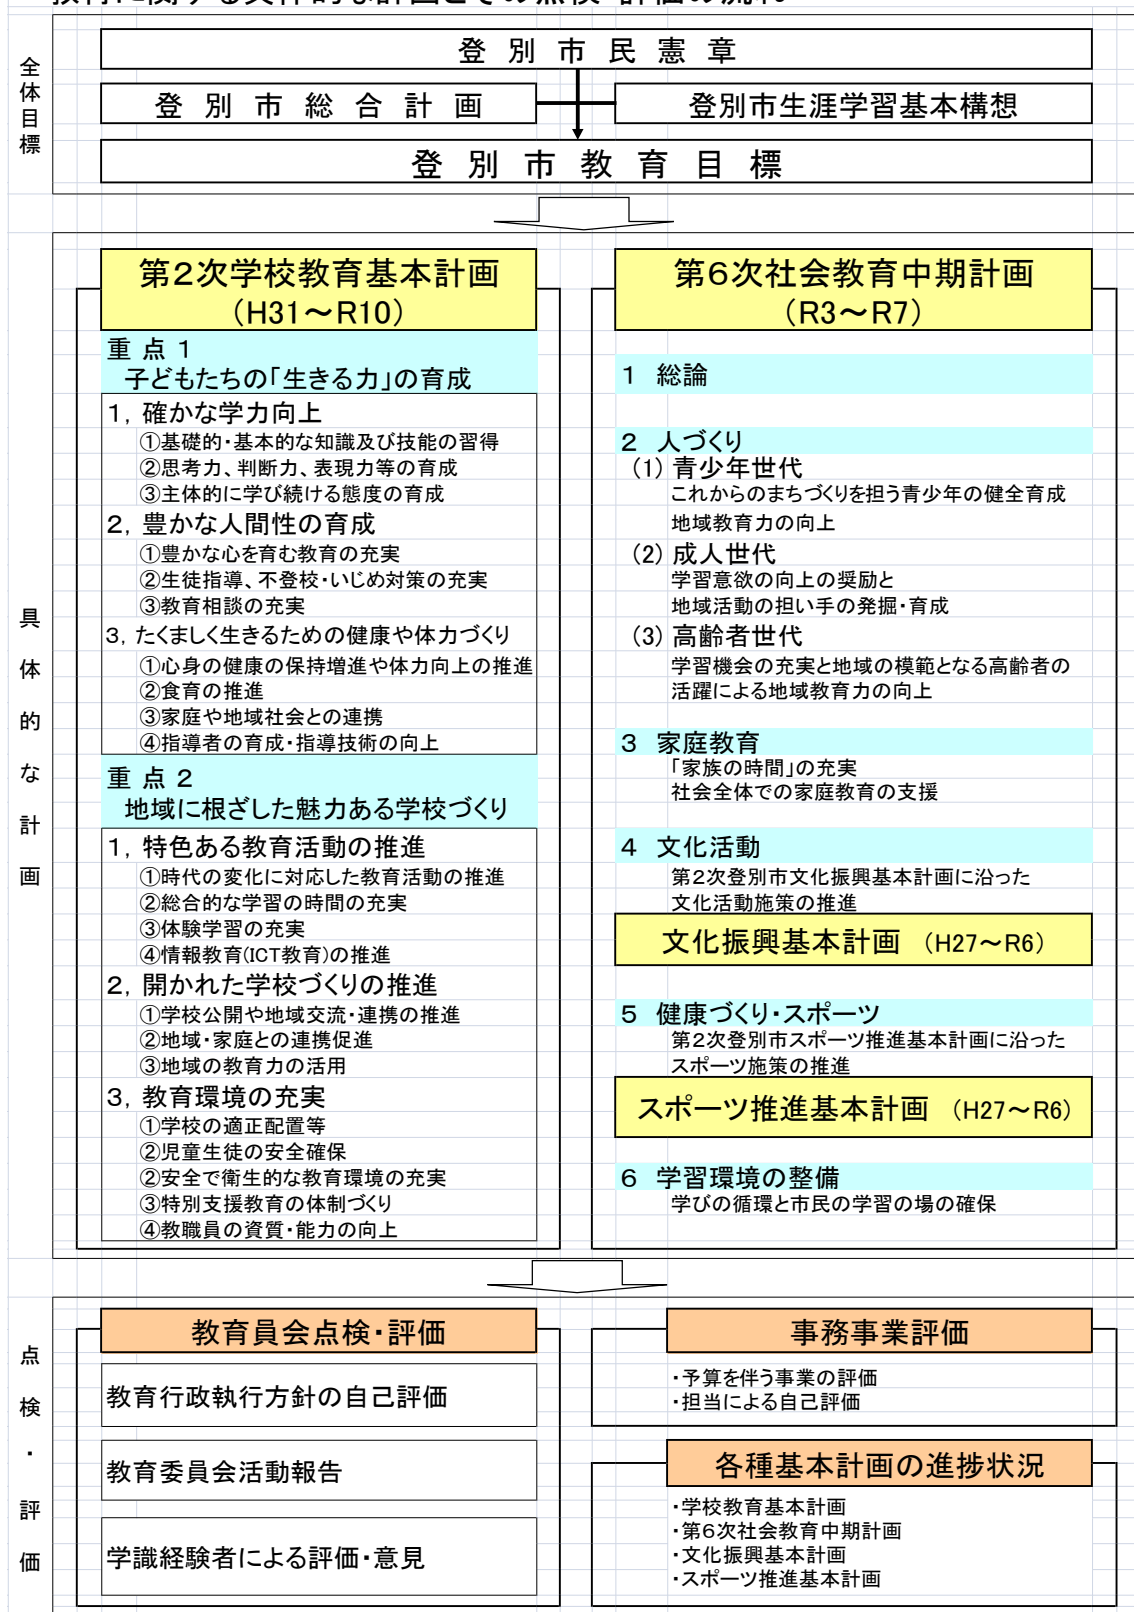 教育に関する具体的な計画とその点検・評価の流れ
全体目標
登別市民憲章
登別市総合計画
登別市生涯学習基本構想
登別市教育目標
具体的な計画
第2次学校教育基本計画
(H31～R10)
重点1
子どもたちの「生きる力」の育成
1, 確かな学力向上
①基礎的・基本的な知識及び技能の習得
②思考力、判断力、表現力等の育成
③主体的に学び続ける態度の育成
2, 豊かな人間性の育成
①豊かな心を育む教育の充実
②生徒指導、不登校・いじめ対策の充実
③教育相談の充実
3, たくましく生きるための健康や体力づくり
①心身の健康の保持増進や体力向上の推進
②食育の推進
③家庭や地域社会との連携
④指導者の育成・指導技術の向上
重点2
地域に根ざした魅力ある学校づくり
1, 特色ある教育活動の推進
①時代の変化に対応した教育活動の推進
②総合的な学習の時間の充実
③体験学習の充実
④情報教育(ICT教育)の推進
2, 開かれた学校づくりの推進
①学校公開や地域交流・連携の推進
②地域・家庭との連携促進
③地域の教育力の活用
3, 教育環境の充実
①学校の適正配置等
②児童生徒の安全確保
②安全で衛生的な教育環境の充実
③特別支援教育の体制づくり
④教職員の資質・能力の向上
第6次社会教育中期計画
(R3～R7)
1 総論
2 人づくり
(1) 青少年世代
これからのまちづくりを担う青少年の健全育成
地域教育力の向上
(2) 成人世代
学習意欲の向上の奨励と
地域活動の担い手の発掘・育成
(3) 高齢者世代
学習機会の充実と地域の模範となる高齢者の
活躍による地域教育力の向上
3 家庭教育
「家族の時間」の充実
社会全体での家庭教育の支援
4 文化活動
第2次登別市文化振興基本計画に沿った
文化活動施策の推進
文化振興基本計画 (H27～R6)
5 健康づくり・スポーツ
第2次登別市スポーツ推進基本計画に沿った
スポーツ施策の推進
スポーツ推進基本計画 (H27～R6)
6 学習環境の整備
学びの循環と市民の学習の場の確保
点検・評価
教育員会点検・評価
教育行政執行方針の自己評価
教育委員会活動報告
学識経験者による評価・意見
事務事業評価
・予算を伴う事業の評価
・担当による自己評価
各種基本計画の進捗状況
・学校教育基本計画
・第6次社会教育中期計画
・文化振興基本計画
・スポーツ推進基本計画